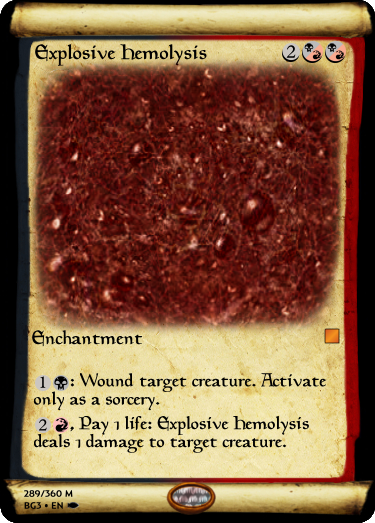 Explosive Hemolysis 2
Enchantment
1 : Wound target creature. Activate
only as a sorcery.
2 , Pay 1 life: Explosive Hemolysis
deals 1 damage to target creature.
289/360 M
BG3 • EN